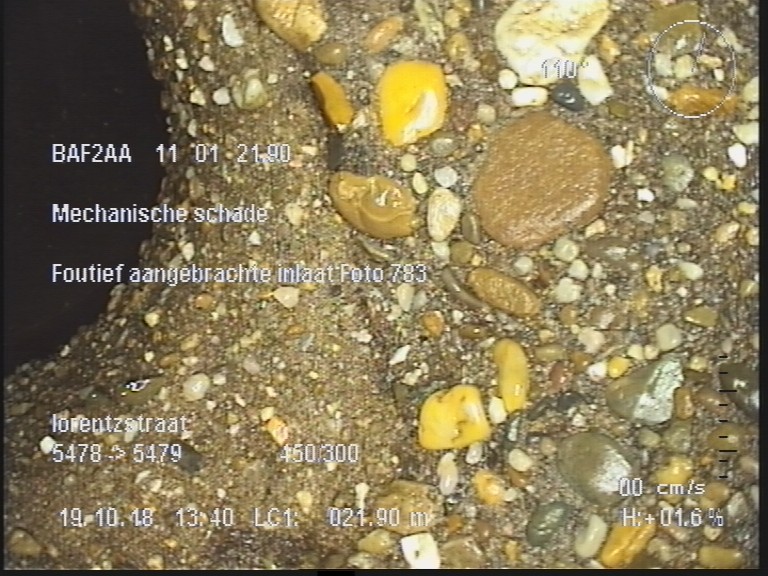 110°
BAF2AA 11 01 21.90
Mechanische schade
Foutief aangebrachte inlaat Foto 783
lorentzstraat
5478 -> 5479 450/300
00 cm/s
19.10.18 13:40 LC1: 021.90 m H:+01.6 %